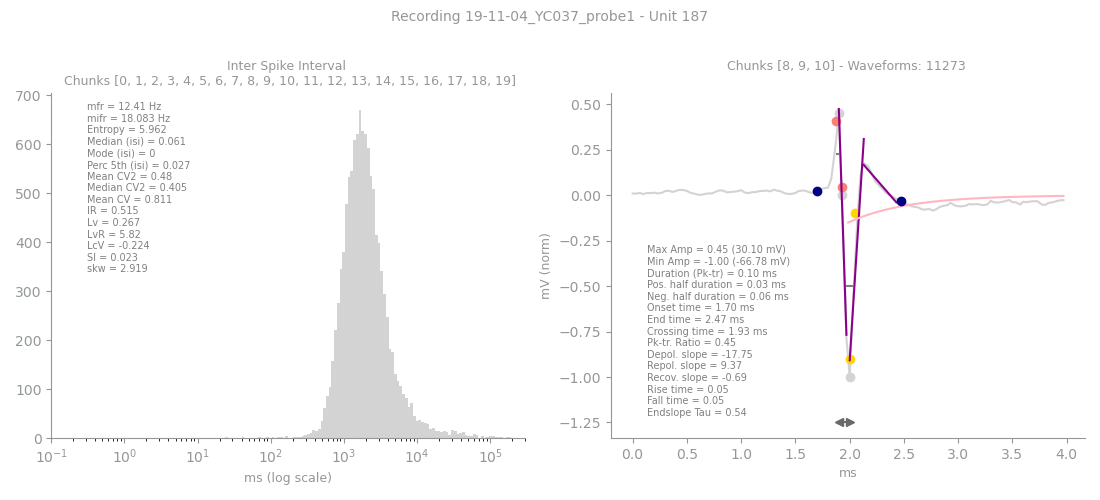 Recording 19-11-04_YC037_probe1 - Unit 187
Inter Spike Interval
Chunks [0, 1, 2, 3, 4, 5, 6, 7, 8, 9, 10, 11, 12, 13, 14, 15, 16, 17, 18, 19]
700
600
500
400
300
200
100
0
mfr = 12.41 Hz
mifr = 18.083 Hz
Entropy = 5.962
Median (isi) = 0.061
Mode (isi) = 0
Perc 5th (isi) = 0.027
Mean CV2 = 0.48
Median CV2 = 0.405
Mean CV = 0.811
IR = 0.515
Lv = 0.267
LvR = 5.82
LcV = -0.224
SI = 0.023
skw = 2.919
10⁻¹ 10⁰ 10¹ 10² 10³ 10⁴ 10⁵
ms (log scale)
Chunks [8, 9, 10] - Waveforms: 11273
mV (norm)
0.50
0.25
0.00
−0.25
−0.50
−0.75
−1.00
−1.25
Max Amp = 0.45 (30.10 mV)
Min Amp = -1.00 (-66.78 mV)
Duration (Pk-tr) = 0.10 ms
Pos. half duration = 0.03 ms
Neg. half duration = 0.06 ms
Onset time = 1.70 ms
End time = 2.47 ms
Crossing time = 1.93 ms
Pk-tr. Ratio = 0.45
Depol. slope = -17.75
Repol. slope = 9.37
Recov. slope = -0.69
Rise time = 0.05
Fall time = 0.05
Endslope Tau = 0.54
0.0 0.5 1.0 1.5 2.0 2.5 3.0 3.5 4.0
ms